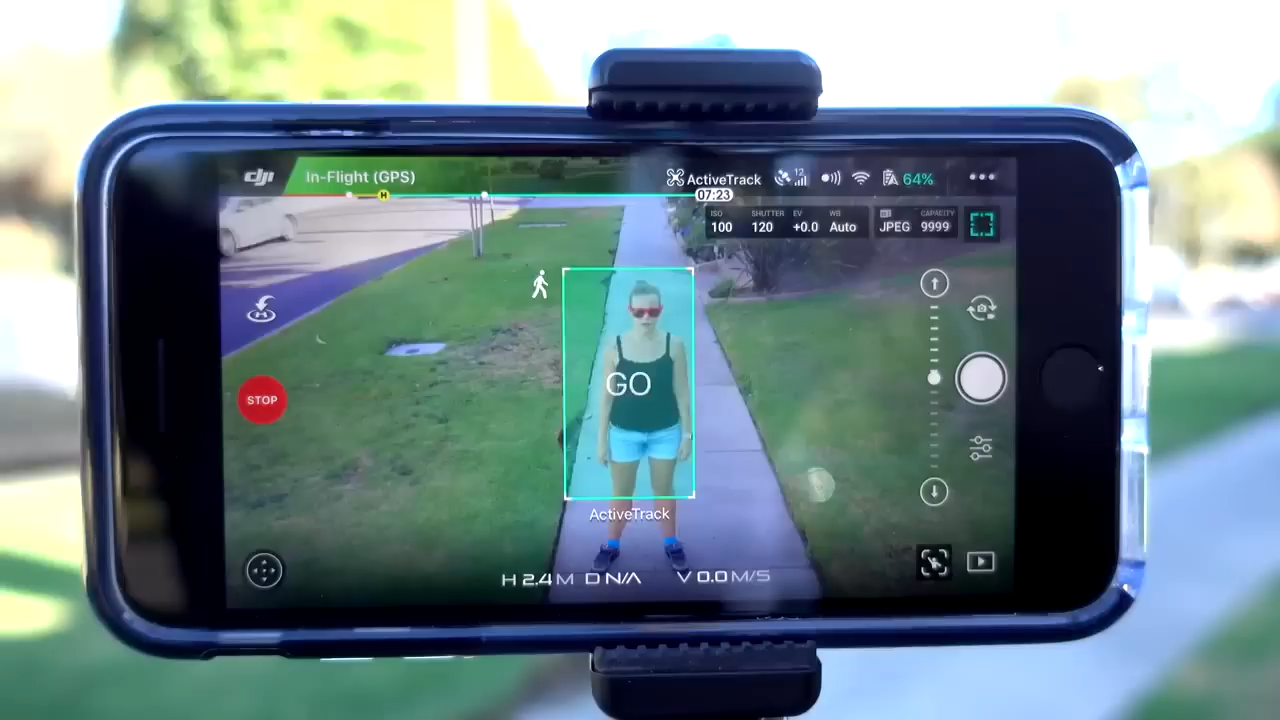 dji In-Flight (GPS) ActiveTrack 12 64%
H 07:23
ISO SHUTTER EV WB CAPACITY
100 120 +0.0 Auto JPEG 9999
H
GO
STOP
ActiveTrack
H 2.4 M D N/A V 0.0 M/S